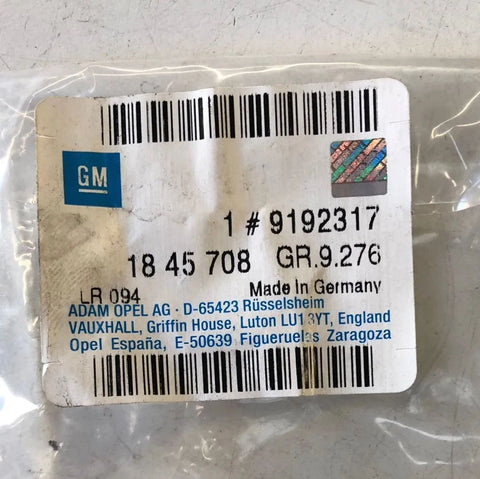 GM
1 # 9192317
18 45 708 GR.9.276
LR 094 Made In Germany
ADAM OPEL AG · D-65423 Rüsselsheim
VAUXHALL, Griffin House, Luton LU1 3YT, England
Opel España, E-50639 Figueruelas Zaragoza